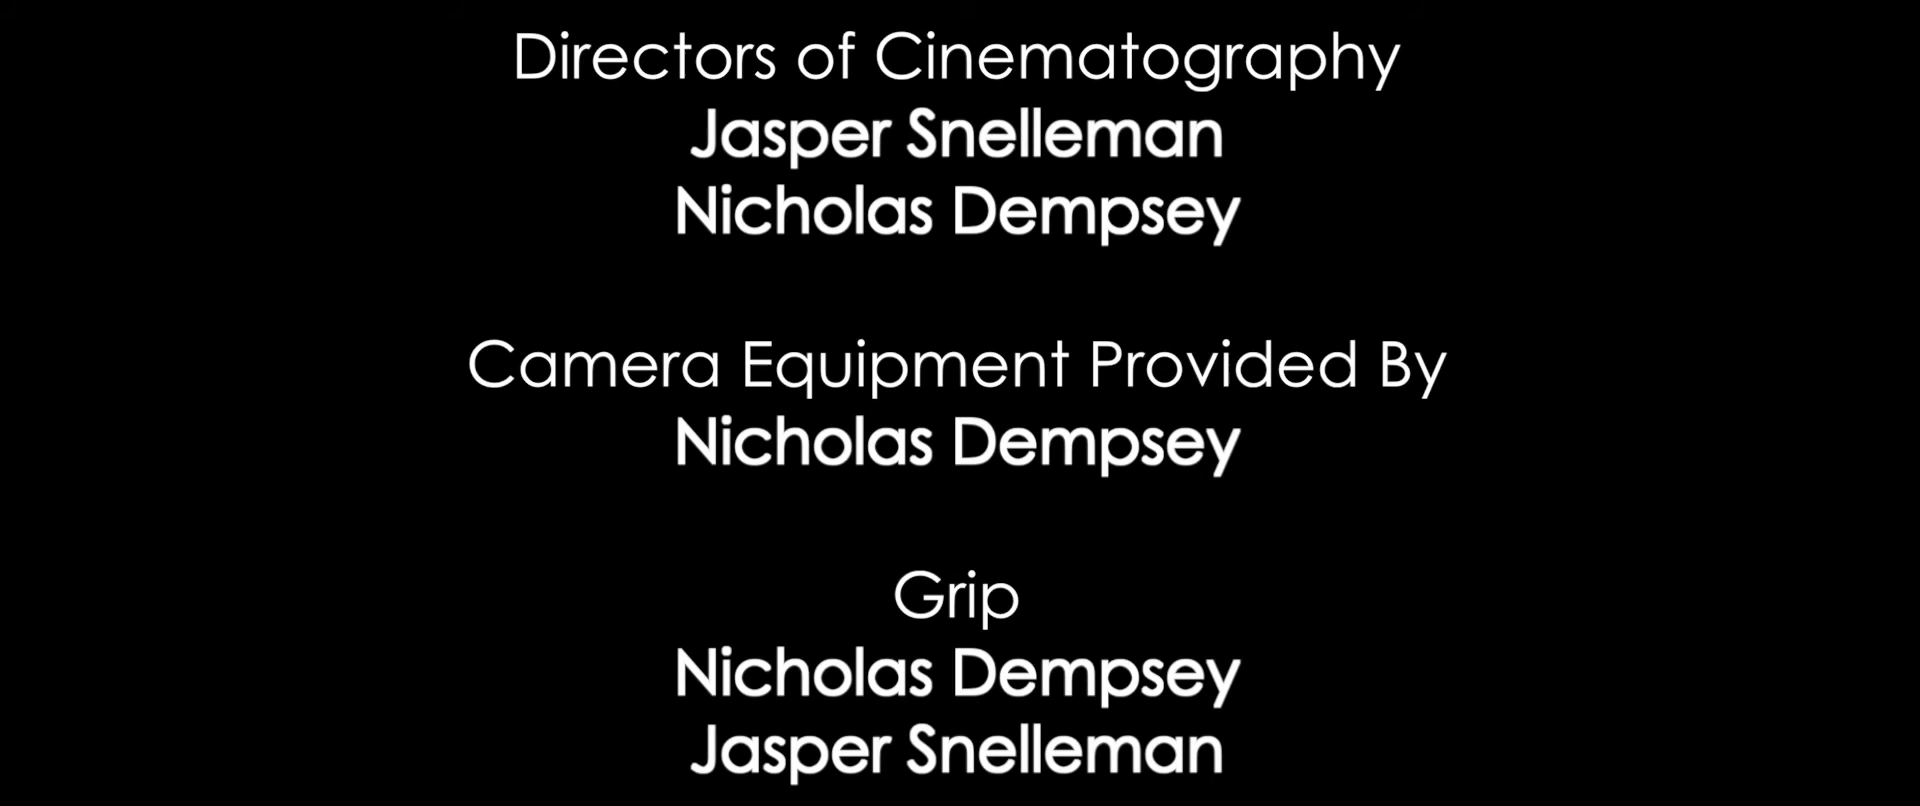 Directors of Cinematography
Jasper Snelleman
Nicholas Dempsey
Camera Equipment Provided By
Nicholas Dempsey
Grip
Nicholas Dempsey
Jasper Snelleman